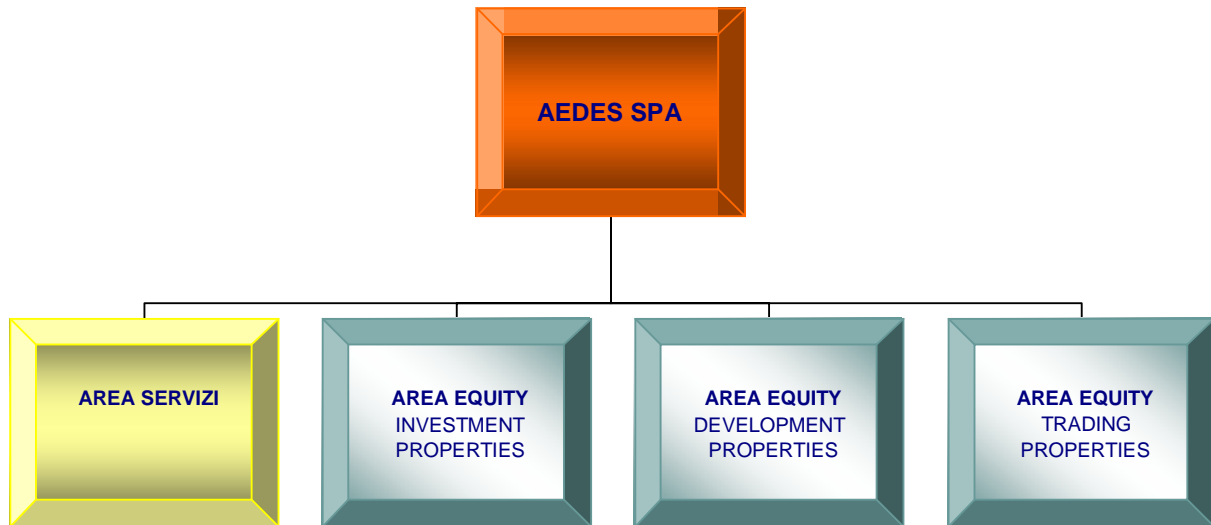 AEDES SPA
AREA SERVIZI
AREA EQUITY
INVESTMENT
PROPERTIES
AREA EQUITY
DEVELOPMENT
PROPERTIES
AREA EQUITY
TRADING
PROPERTIES